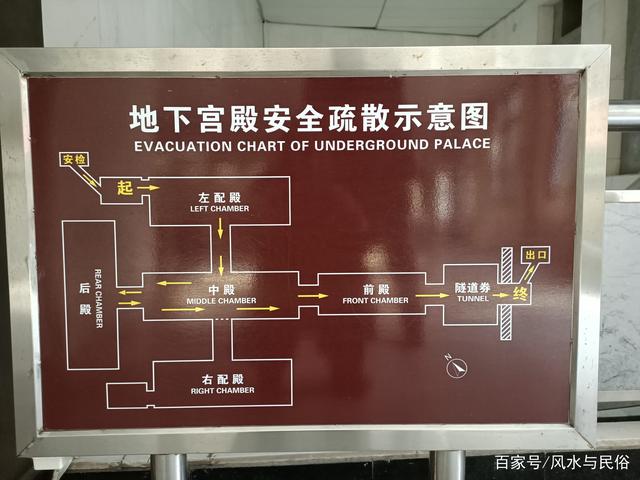 地下宫殿安全疏散示意图
EVACUATION CHART OF UNDERGROUND PALACE
安检
起
左配殿
LEFT CHAMBER
后殿
REAR CHAMBER
中殿
MIDDLE CHAMBER
前殿
FRONT CHAMBER
隧道券
TUNNEL
终
出口
右配殿
RIGHT CHAMBER
N
百家号/风水与民俗